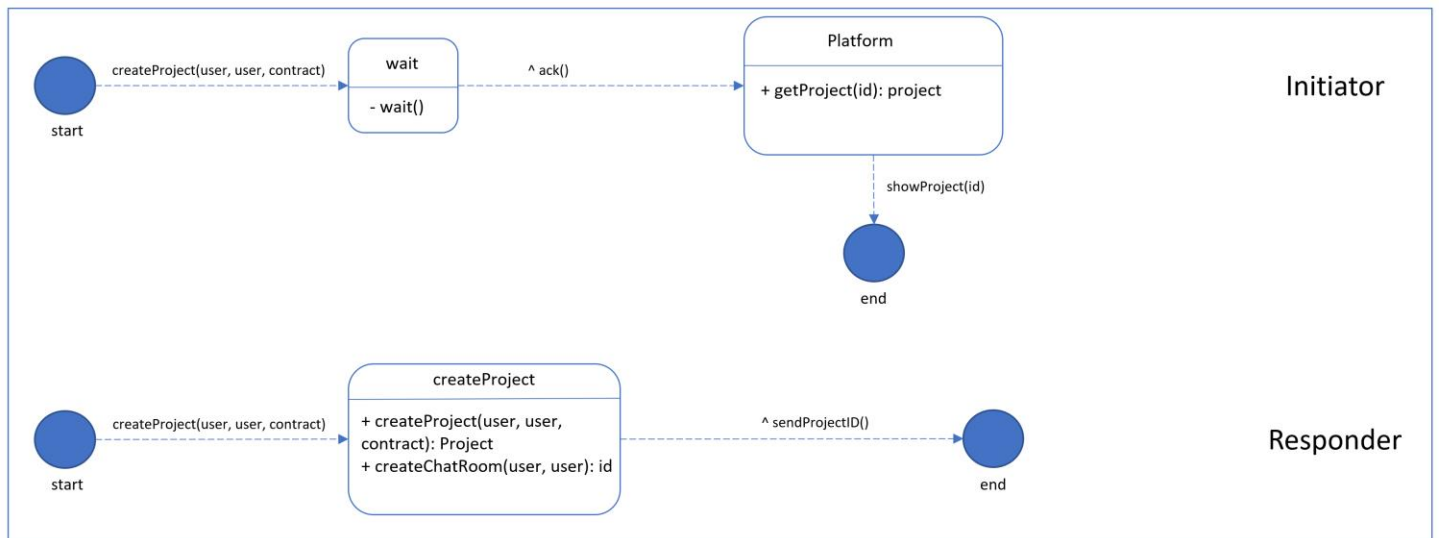 createProject(user, user, contract)
wait
- wait()
^ ack()
Platform
+ getProject(id): project
Initiator
start
showProject(id)
end
createProject(user, user, contract)
createProject
+ createProject(user, user,
contract): Project
+ createChatRoom(user, user): id
^ sendProjectID()
Responder
start
end